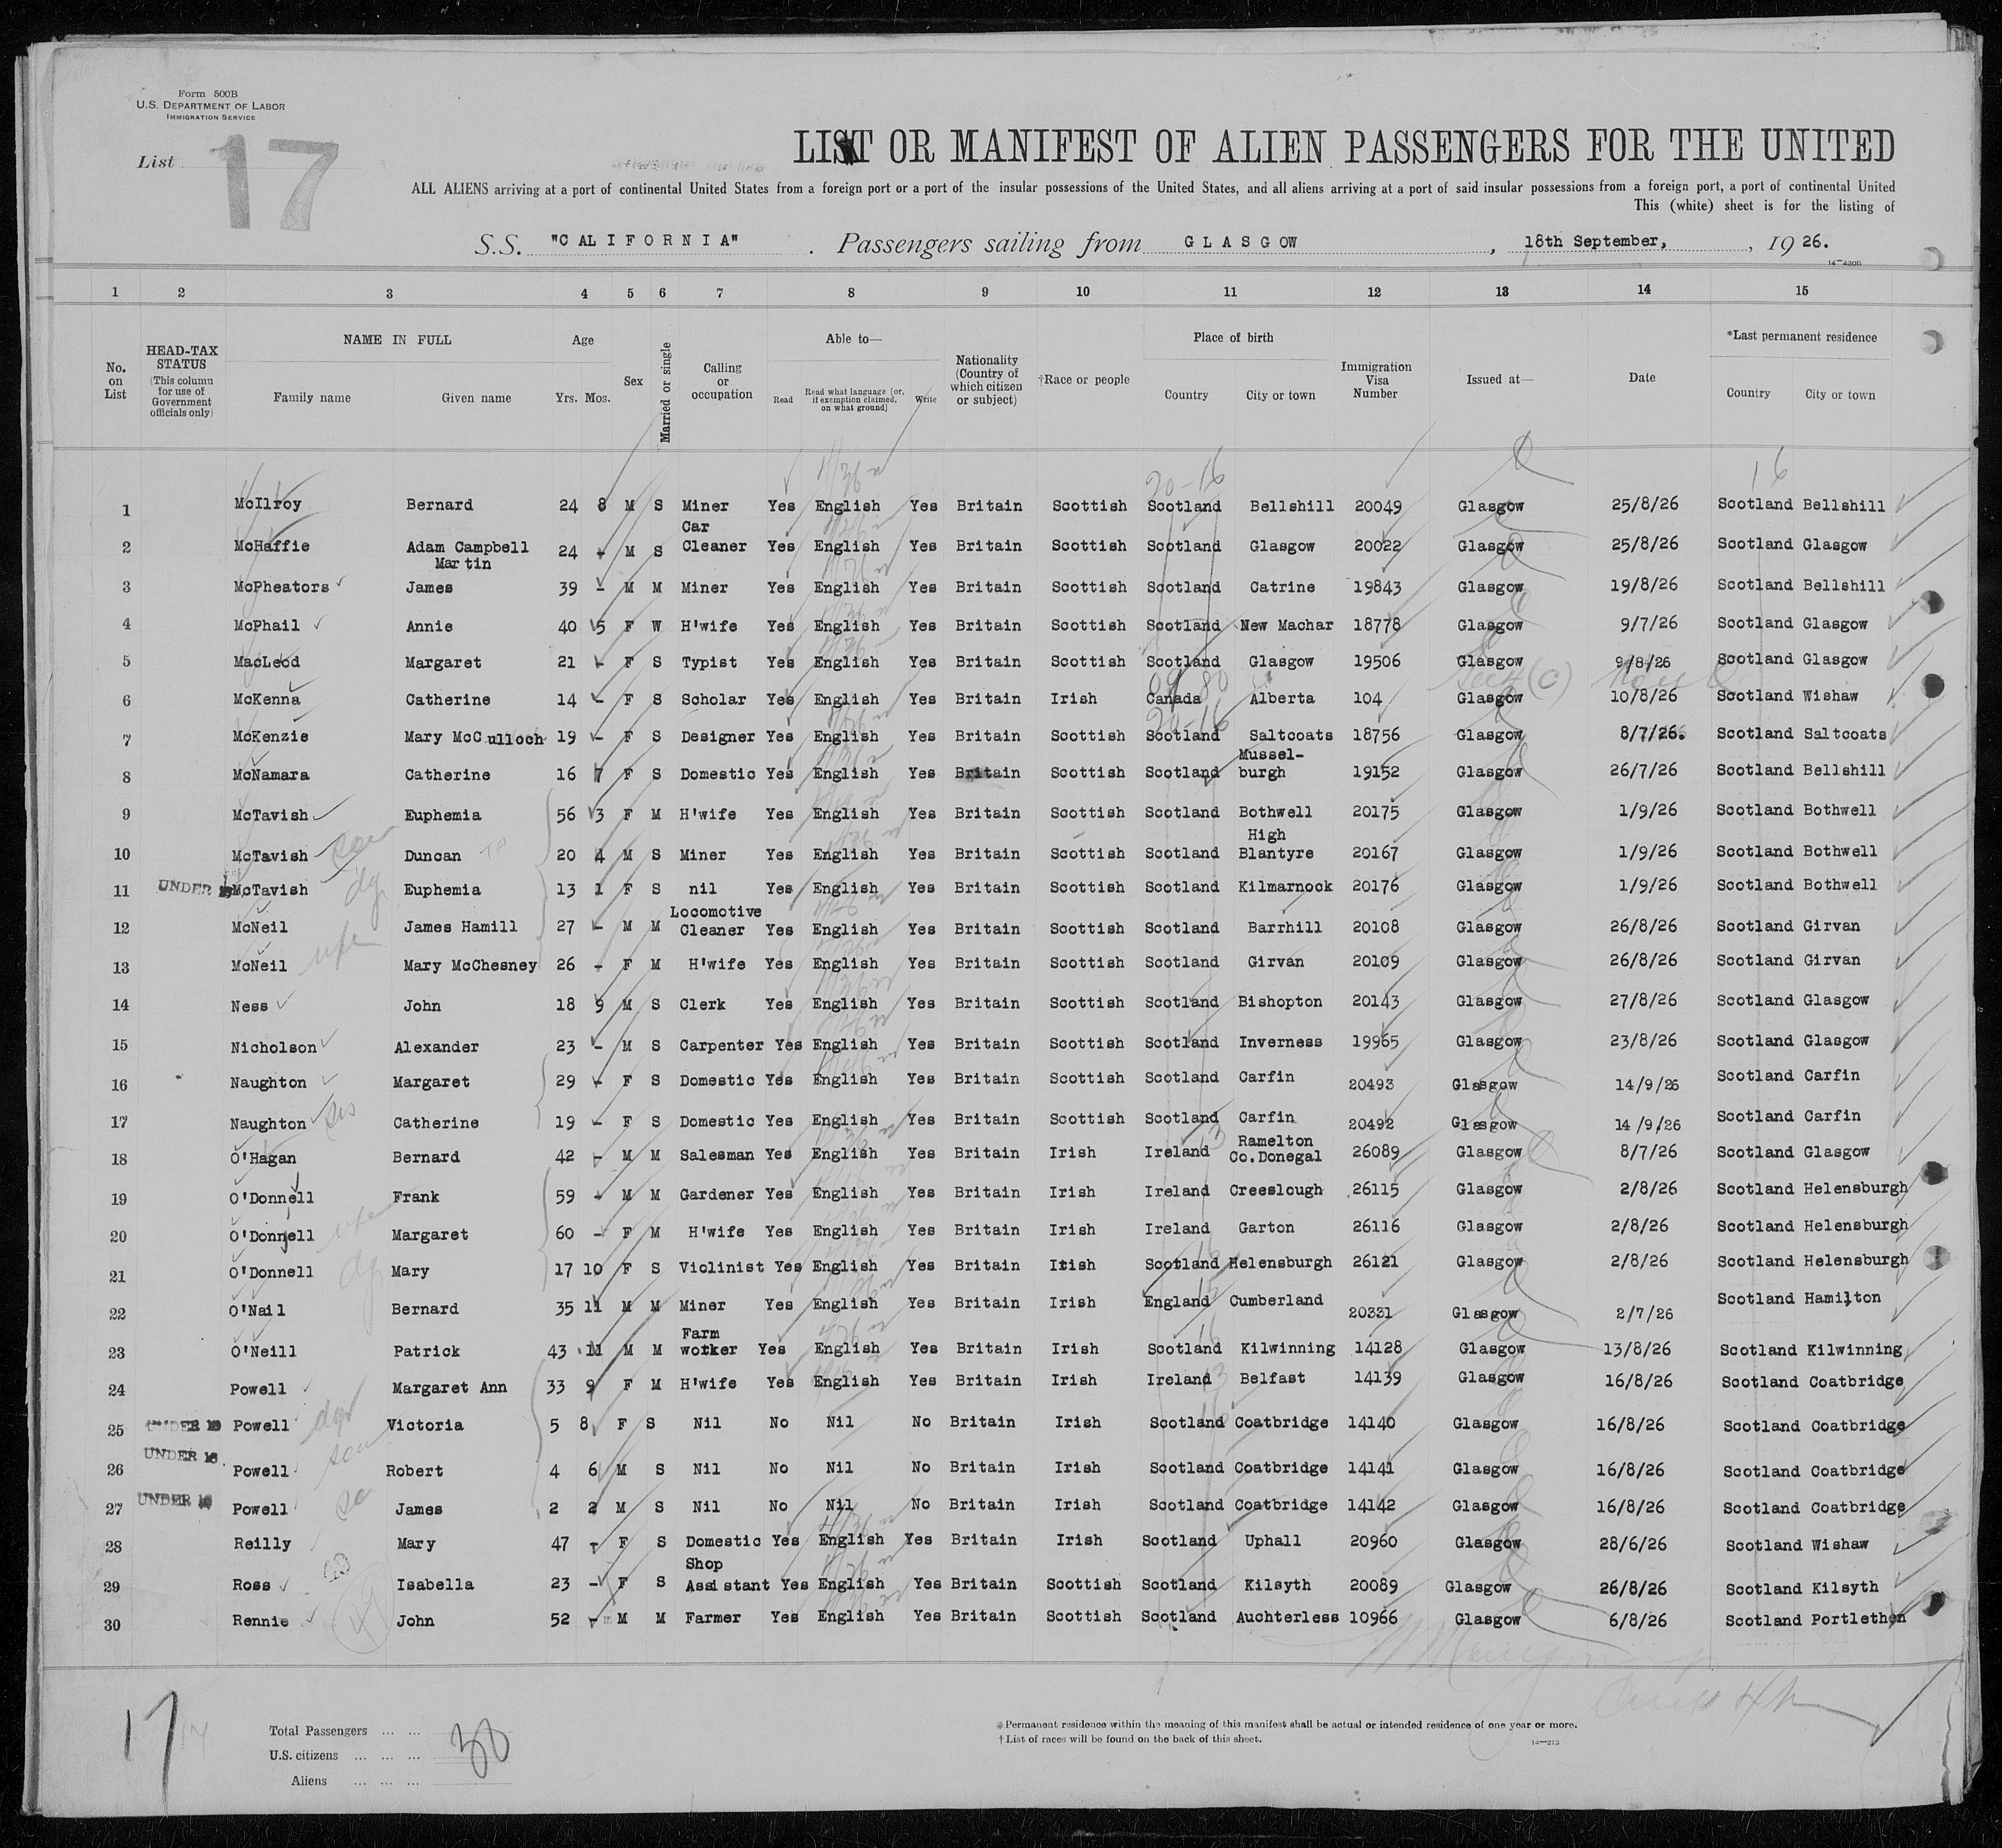 Form 500B
U.S. DEPARTMENT OF LABOR
IMMIGRATION SERVICE
List 17
LIST OR MANIFEST OF ALIEN PASSENGERS FOR THE UNITED
ALL ALIENS arriving at a port of continental United States from a foreign port or a port of the insular possessions of the United States, and all aliens arriving at a port of said insular possessions from a foreign port, a port of continental United
This (white) sheet is for the listing of
S.S. "CALIFORNIA". Passengers sailing from GLASGOW, 18th September, 1926.
14—430B
1 2 3 4 5 6 7 8 9 10 11 12 13 14 15
No. on List
HEAD-TAX STATUS (This column for use of Government officials only)
NAME IN FULL
Family name Given name
Age
Yrs. Mos.
Sex
Married or single
Calling or occupation
Able to—
Read Read what language [or, if exemption claimed, on what ground] Write
Nationality (Country of which citizen or subject)
†Race or people
Place of birth
Country City or town
Immigration Visa Number
Issued at—
Date
*Last permanent residence
Country City or town
20-16 16
1 McIlroy Bernard 24 8 M S Miner Yes English Yes Britain Scottish Scotland Bellshill 20049 Glasgow 25/8/26 Scotland Bellshill
2 McHaffie Adam Campbell Martin 24 - M S Car Cleaner Yes English Yes Britain Scottish Scotland Glasgow 20022 Glasgow 25/8/26 Scotland Glasgow
3 McPheators James 39 - M M Miner Yes English Yes Britain Scottish Scotland Catrine 19843 Glasgow 19/8/26 Scotland Bellshill
4 McPhail Annie 40 5 F W H'wife Yes English Yes Britain Scottish Scotland New Machar 18778 Glasgow 9/7/26 Scotland Glasgow
5 MacLeod Margaret 21 - F S Typist Yes English Yes Britain Scottish Scotland Glasgow 19506 Glasgow 9/8/26 Scotland Glasgow
6 McKenna Catherine 14 - F S Scholar Yes English Yes Britain Irish Canada Alberta 104 Glasgow 10/8/26 Scotland Wishaw
20-16
7 McKenzie Mary McCulloch 19 - F S Designer Yes English Yes Britain Scottish Scotland Saltcoats 18756 Glasgow 8/7/26. Scotland Saltcoats
8 McNamara Catherine 16 7 F S Domestic Yes English Yes Britain Scottish Scotland Mussel-burgh 19152 Glasgow 26/7/26 Scotland Bellshill
9 McTavish Euphemia 56 3 F M H'wife Yes English Yes Britain Scottish Scotland Bothwell 20175 Glasgow 1/9/26 Scotland Bothwell
10 McTavish son Duncan 20 4 M S Miner Yes English Yes Britain Scottish Scotland High Blantyre 20167 Glasgow 1/9/26 Scotland Bothwell
11 UNDER 16 McTavish dg Euphemia 13 1 F S nil Yes English Yes Britain Scottish Scotland Kilmarnock 20176 Glasgow 1/9/26 Scotland Bothwell
12 McNeil James Hamill 27 - M M Locomotive Cleaner Yes English Yes Britain Scottish Scotland Barrhill 20108 Glasgow 26/8/26 Scotland Girvan
13 McNeil wife Mary McChesney 26 - F M H'wife Yes English Yes Britain Scottish Scotland Girvan 20109 Glasgow 26/8/26 Scotland Girvan
14 Ness John 18 9 M S Clerk Yes English Yes Britain Scottish Scotland Bishopton 20143 Glasgow 27/8/26 Scotland Glasgow
15 Nicholson Alexander 23 - M S Carpenter Yes English Yes Britain Scottish Scotland Inverness 19965 Glasgow 23/8/26 Scotland Glasgow
16 Naughton Margaret 29 - F S Domestic Yes English Yes Britain Scottish Scotland Carfin 20493 Glasgow 14/9/26 Scotland Carfin
17 Naughton sis Catherine 19 - F S Domestic Yes English Yes Britain Scottish Scotland Carfin 20492 Glasgow 14/9/26 Scotland Carfin
18 O'Hagan Bernard 42 - M M Salesman Yes English Yes Britain Irish Ireland 13 Ramelton Co.Donegal 26089 Glasgow 8/7/26 Scotland Glasgow
19 O'Donnell Frank 59 - M M Gardener Yes English Yes Britain Irish Ireland Creeslough 26115 Glasgow 2/8/26 Scotland Helensburgh
20 O'Donnell wife Margaret 60 - F M H'wife Yes English Yes Britain Irish Ireland Garton 26116 Glasgow 2/8/26 Scotland Helensburgh
21 O'Donnell dg Mary 17 10 F S Violinist Yes English Yes Britain Irish Scotland Helensburgh 26121 Glasgow 2/8/26 Scotland Helensburgh
22 O'Nail Bernard 35 11 M M Miner Yes English Yes Britain Irish England Cumberland 20331 Glasgow 2/7/26 Scotland Hamilton
23 O'Neill Patrick 43 11 M M Farm worker Yes English Yes Britain Irish Scotland Kilwinning 14128 Glasgow 13/8/26 Scotland Kilwinning
24 Powell Margaret Ann 33 9 F M H'wife Yes English Yes Britain Irish Ireland 13 Belfast 14139 Glasgow 16/8/26 Scotland Coatbridge
25 UNDER 16 Powell dgr Victoria 5 8 F S Nil No Nil No Britain Irish Scotland Coatbridge 14140 Glasgow 16/8/26 Scotland Coatbridge
26 UNDER 16 Powell son Robert 4 6 M S Nil No Nil No Britain Irish Scotland Coatbridge 14141 Glasgow 16/8/26 Scotland Coatbridge
27 UNDER 16 Powell James 2 2 M S Nil No Nil No Britain Irish Scotland Coatbridge 14142 Glasgow 16/8/26 Scotland Coatbridge
28 Reilly Mary 47 - F S Domestic Yes English Yes Britain Irish Scotland Uphall 20960 Glasgow 28/6/26 Scotland Wishaw
29 Ross Isabella 23 - F S Shop Assistant Yes English Yes Britain Scottish Scotland Kilsyth 20089 Glasgow 26/8/26 Scotland Kilsyth
30 Rennie John 52 - M M Farmer Yes English Yes Britain Scottish Scotland Auchterless 10966 Glasgow 6/8/26 Scotland Portlethen
17
Total Passengers ... ...
U.S. citizens ... ... ... 30
Aliens ... ... ...
*Permanent residence within the meaning of this manifest shall be actual or intended residence of one year or more.
†List of races will be found on the back of this sheet.
14—213